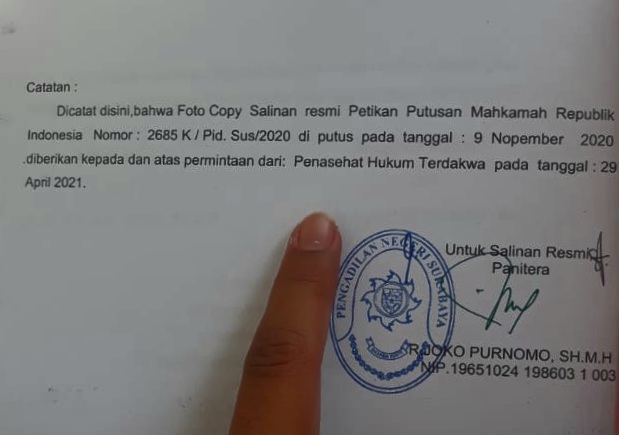 Catatan :
Dicatat disini,bahwa Foto Copy Salinan resmi Petikan Putusan Mahkamah Republik
Indonesia Nomor : 2685 K / Pid. Sus/2020 di putus pada tanggal : 9 Nopember 2020
.diberikan kepada dan atas permintaan dari: Penasehat Hukum Terdakwa pada tanggal : 29
April 2021.
PENGADILAN NEGERI SURABAYA
Untuk Salinan Resmi
Panitera
R.JOKO PURNOMO, SH.M.H
NIP.19651024 198603 1 003